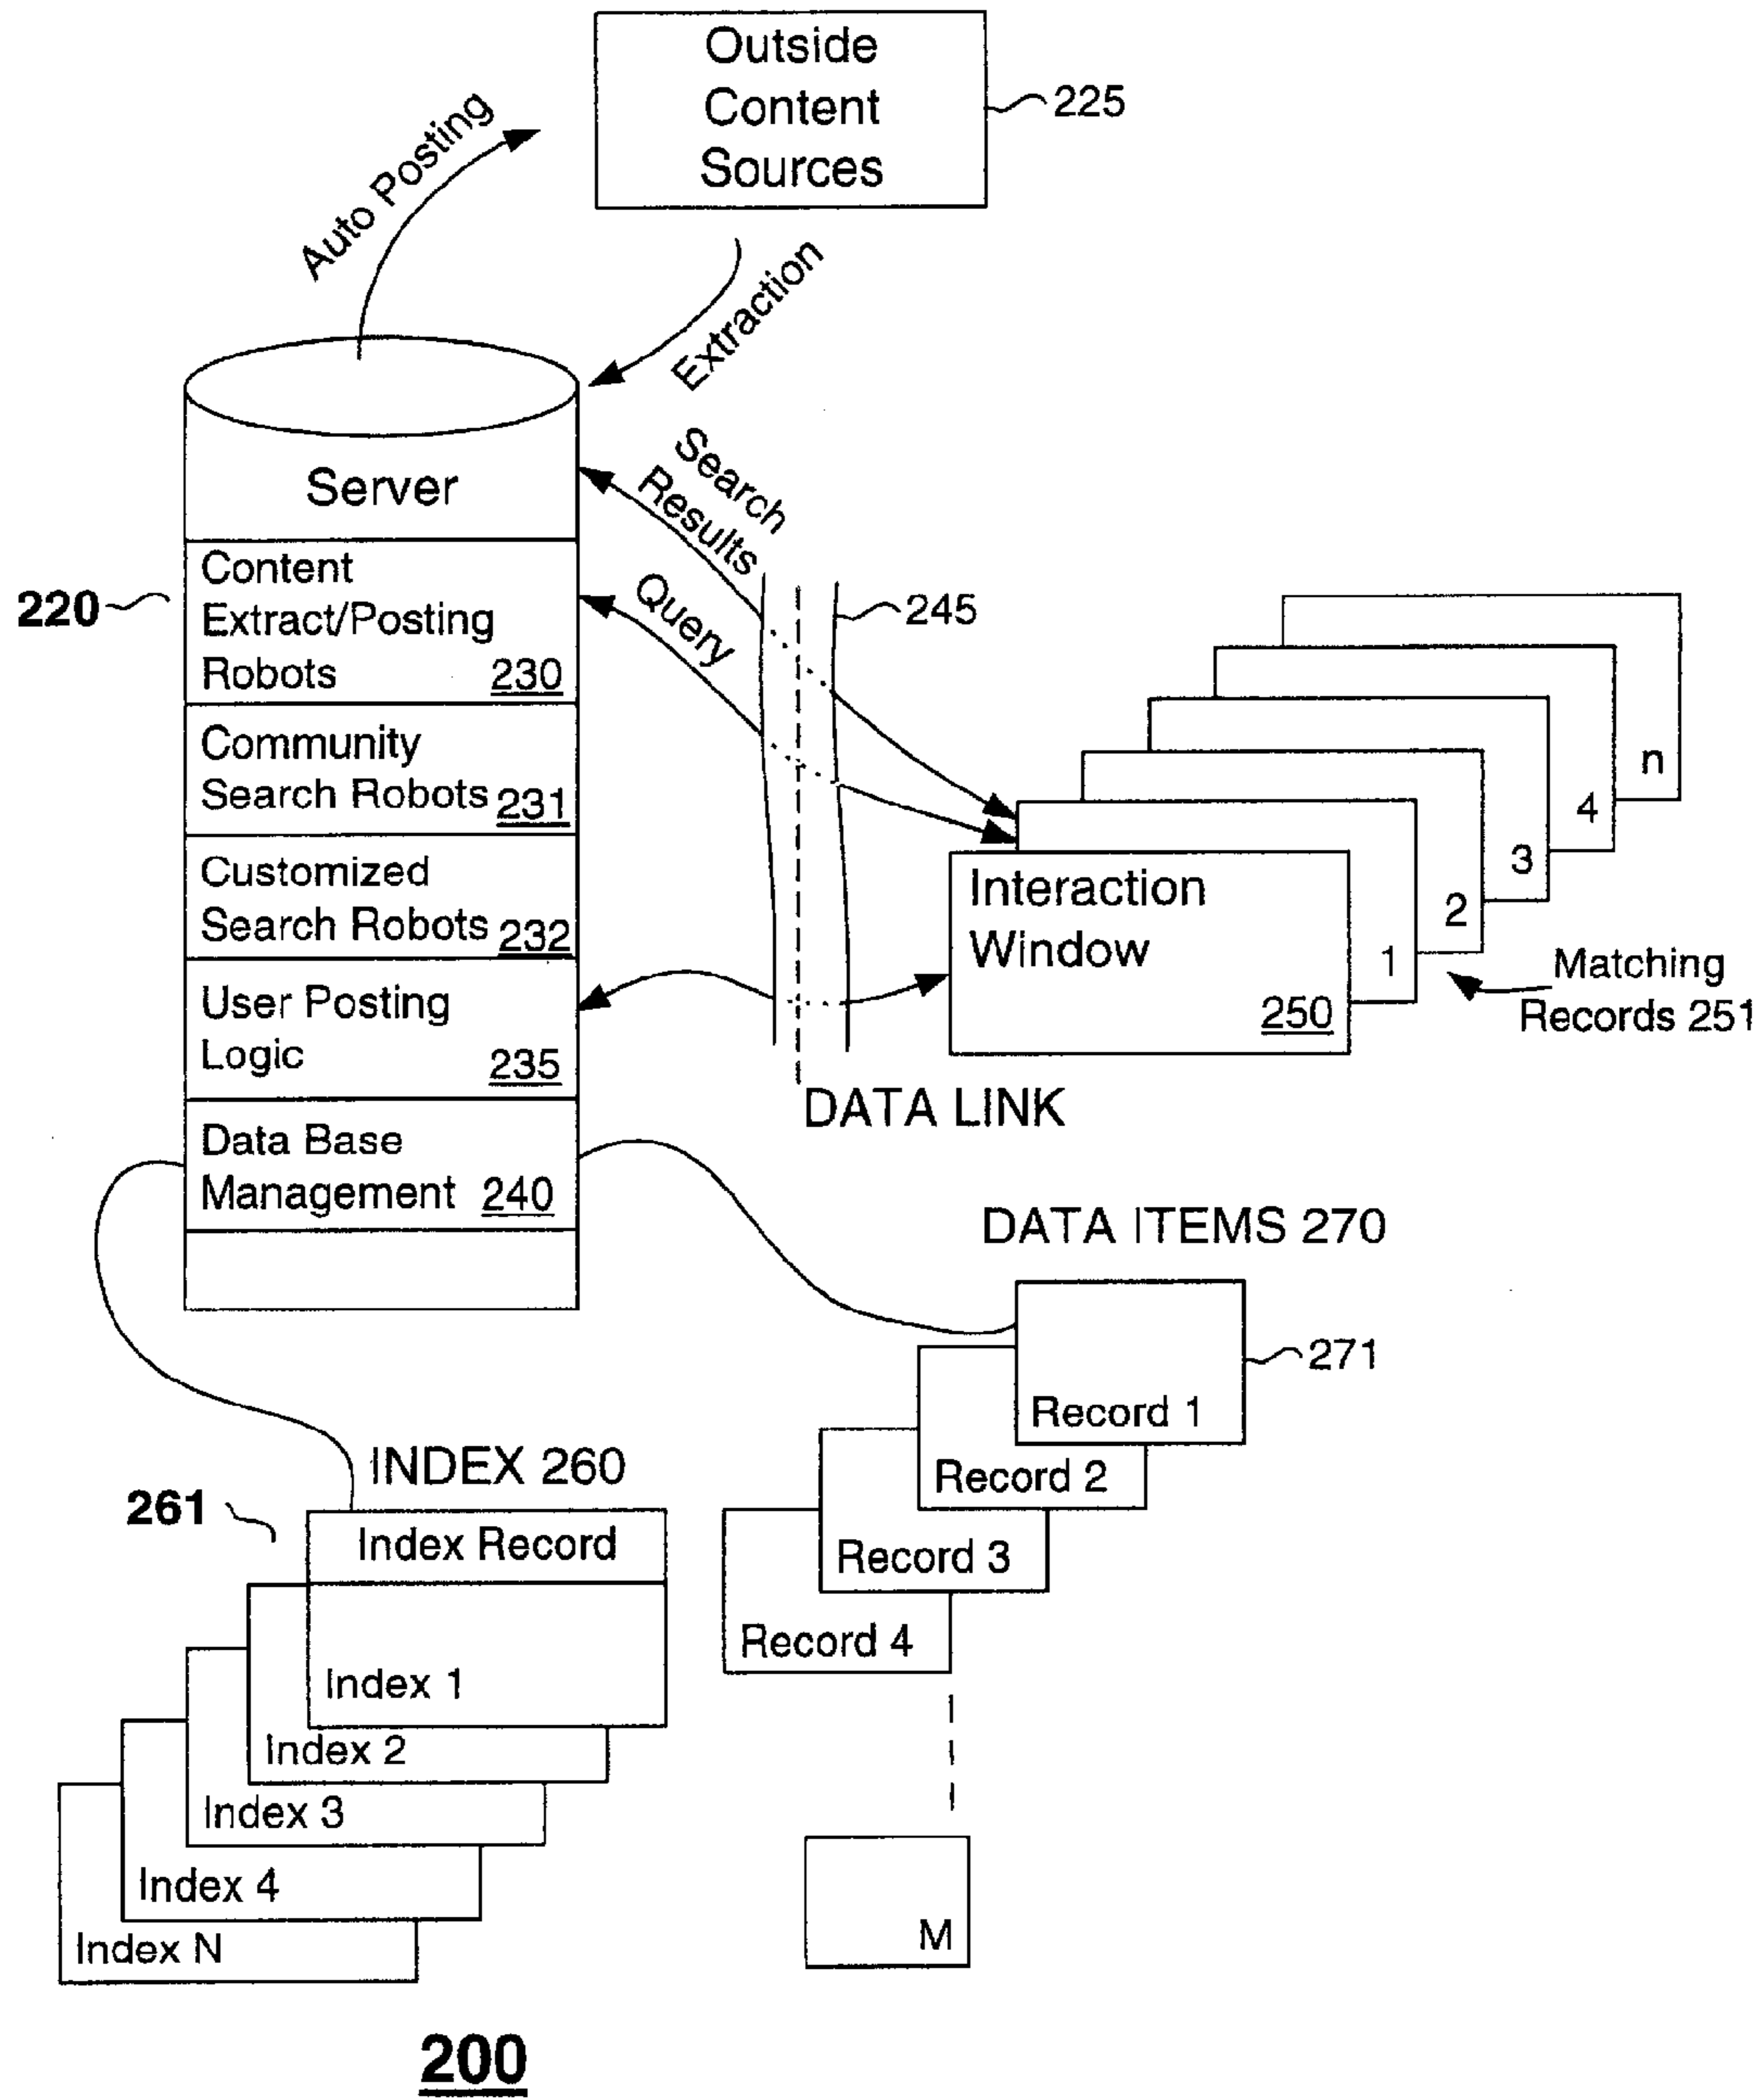 Outside
Content
Sources
225
Auto Posting
Extraction
Server
Search
Results
Query
220
Content
Extract/Posting
Robots 230
Community
Search Robots 231
Customized
Search Robots 232
User Posting
Logic 235
Data Base
Management 240
245
n
4
3
2
1
Interaction
Window
250
Matching
Records 251
DATA LINK
DATA ITEMS 270
271
Record 1
Record 2
Record 3
Record 4
M
INDEX 260
261
Index Record
Index 1
Index 2
Index 3
Index 4
Index N
200